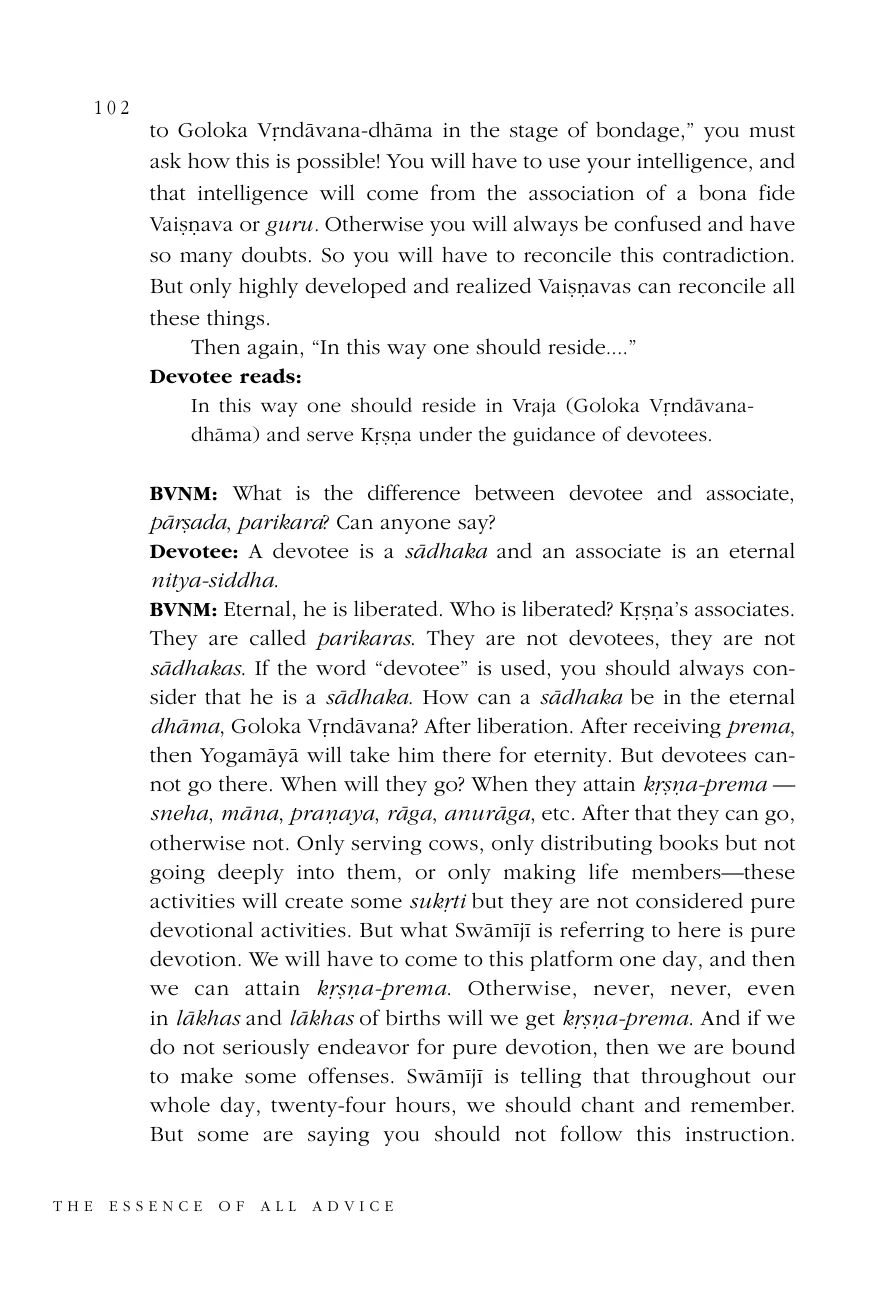 102
to Goloka Vṛndāvana-dhāma in the stage of bondage,” you must
ask how this is possible! You will have to use your intelligence, and
that intelligence will come from the association of a bona fide
Vaiṣṇava or guru. Otherwise you will always be confused and have
so many doubts. So you will have to reconcile this contradiction.
But only highly developed and realized Vaiṣṇavas can reconcile all
these things.
Then again, “In this way one should reside....”
Devotee reads:
In this way one should reside in Vraja (Goloka Vṛndāvana-
dhāma) and serve Kṛṣṇa under the guidance of devotees.
BVNM: What is the difference between devotee and associate,
pārṣada, parikara? Can anyone say?
Devotee: A devotee is a sādhaka and an associate is an eternal
nitya-siddha.
BVNM: Eternal, he is liberated. Who is liberated? Kṛṣṇa’s associates.
They are called parikaras. They are not devotees, they are not
sādhakas. If the word “devotee” is used, you should always con-
sider that he is a sādhaka. How can a sādhaka be in the eternal
dhāma, Goloka Vṛndāvana? After liberation. After receiving prema,
then Yogamāyā will take him there for eternity. But devotees can-
not go there. When will they go? When they attain kṛṣṇa-prema —
sneha, māna, praṇaya, rāga, anurāga, etc. After that they can go,
otherwise not. Only serving cows, only distributing books but not
going deeply into them, or only making life members—these
activities will create some sukṛti but they are not considered pure
devotional activities. But what Swāmījī is referring to here is pure
devotion. We will have to come to this platform one day, and then
we can attain kṛṣṇa-prema. Otherwise, never, never, even
in lākhas and lākhas of births will we get kṛṣṇa-prema. And if we
do not seriously endeavor for pure devotion, then we are bound
to make some offenses. Swāmījī is telling that throughout our
whole day, twenty-four hours, we should chant and remember.
But some are saying you should not follow this instruction.
THE ESSENCE OF ALL ADVICE